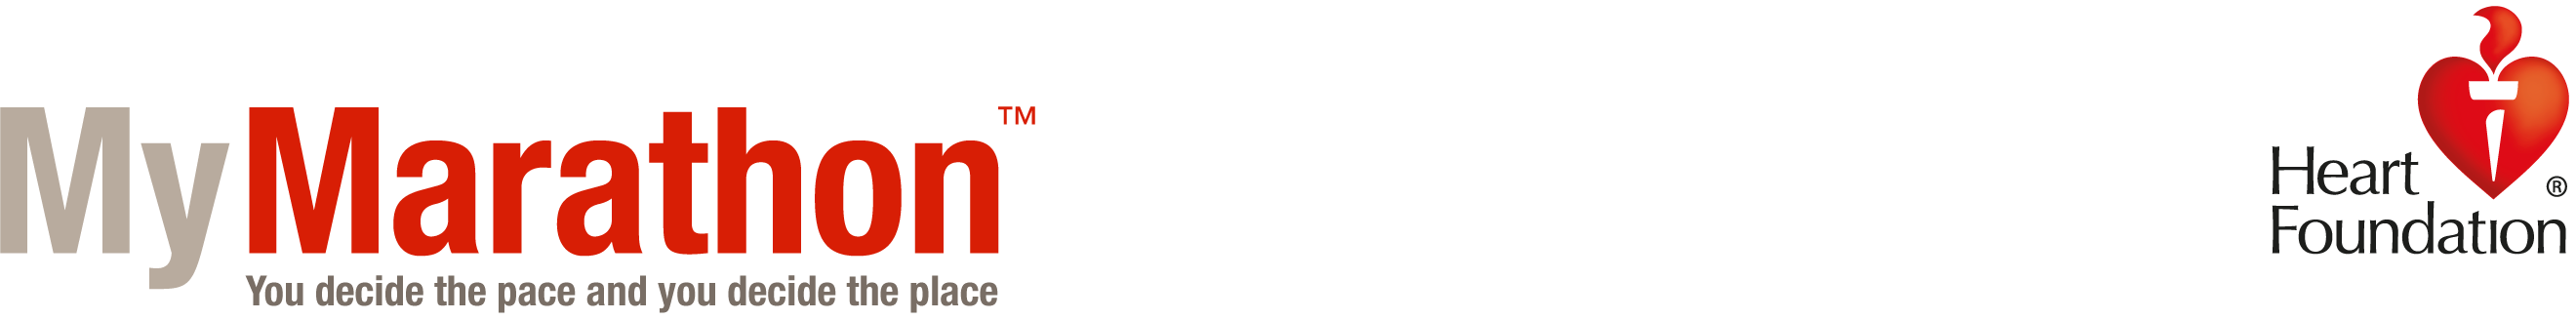 MyMarathon™
You decide the pace and you decide the place
Heart
Foundation®